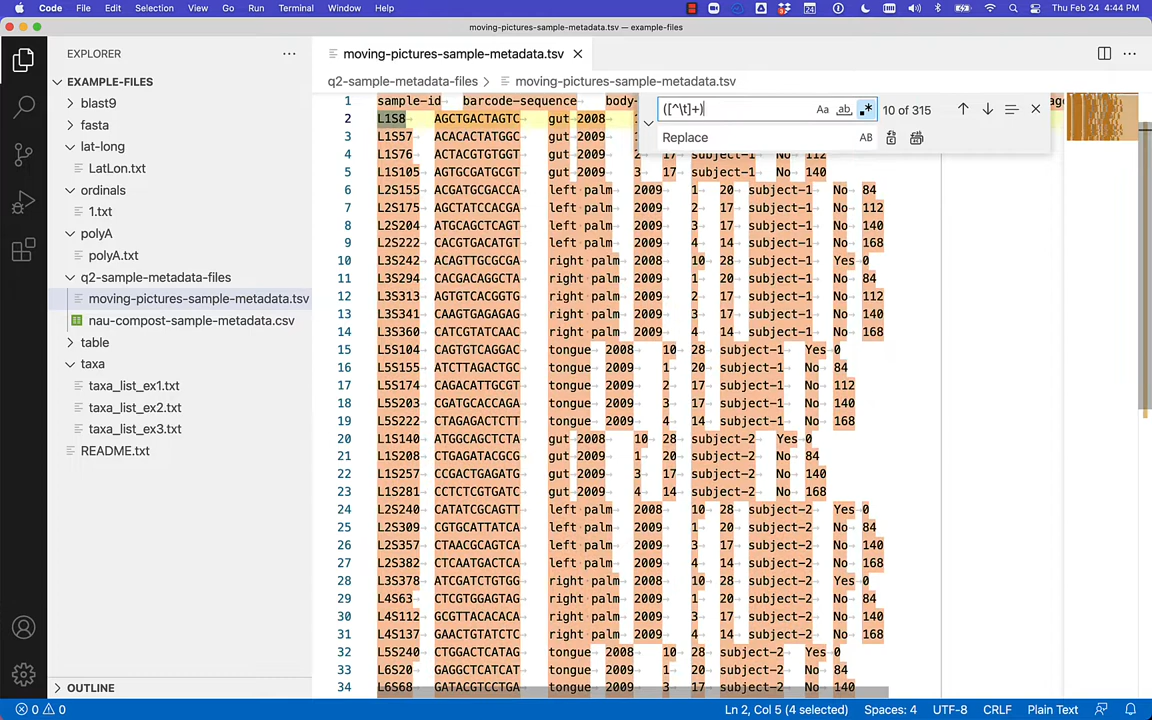 Code File Edit Selection View Go Run Terminal Window Help Thu Feb 24 4:44 PM
moving-pictures-sample-metadata.tsv — example-files
EXPLORER
EXAMPLE-FILES
blast9
fasta
lat-long
LatLon.txt
ordinals
1.txt
polyA
polyA.txt
q2-sample-metadata-files
moving-pictures-sample-metadata.tsv
nau-compost-sample-metadata.csv
table
taxa
taxa_list_ex1.txt
taxa_list_ex2.txt
taxa_list_ex3.txt
README.txt
OUTLINE
moving-pictures-sample-metadata.tsv
q2-sample-metadata-files > moving-pictures-sample-metadata.tsv
([^\t]+) Aa ab 10 of 315
Replace AB
1 sample-id barcode-sequence body-
2 L1S8 AGCTGACTAGTC gut 2008
3 L1S57 ACACACTATGGC gut 2009
4 L1S76 ACTACGTGTGGT gut 2009 2 17 subject-1 No 112
5 L1S105 AGTGCGATGCGT gut 2009 3 17 subject-1 No 140
6 L2S155 ACGATGCGACCA left palm 2009 1 20 subject-1 No 84
7 L2S175 AGCTATCCACGA left palm 2009 2 17 subject-1 No 112
8 L2S204 ATGCAGCTCAGT left palm 2009 3 17 subject-1 No 140
9 L2S222 CACGTGACATGT left palm 2009 4 14 subject-1 No 168
10 L3S242 ACAGTTGCGCGA right palm 2008 10 28 subject-1 Yes 0
11 L3S294 CACGACAGGCTA right palm 2009 1 20 subject-1 No 84
12 L3S313 AGTGTCACGGTG right palm 2009 2 17 subject-1 No 112
13 L3S341 CAAGTGAGAGAG right palm 2009 3 17 subject-1 No 140
14 L3S360 CATCGTATCAAC right palm 2009 4 14 subject-1 No 168
15 L5S104 CAGTGTCAGGAC tongue 2008 10 28 subject-1 Yes 0
16 L5S155 ATCTTAGACTGC tongue 2009 1 20 subject-1 No 84
17 L5S174 CAGACATTGCGT tongue 2009 2 17 subject-1 No 112
18 L5S203 CGATGCACCAGA tongue 2009 3 17 subject-1 No 140
19 L5S222 CTAGAGACTCTT tongue 2009 4 14 subject-1 No 168
20 L1S140 ATGGCAGCTCTA gut 2008 10 28 subject-2 Yes 0
21 L1S208 CTGAGATACGCG gut 2009 1 20 subject-2 No 84
22 L1S257 CCGACTGAGATG gut 2009 3 17 subject-2 No 140
23 L1S281 CCTCTCGTGATC gut 2009 4 14 subject-2 No 168
24 L2S240 CATATCGCAGTT left palm 2008 10 28 subject-2 Yes 0
25 L2S309 CGTGCATTATCA left palm 2009 1 20 subject-2 No 84
26 L2S357 CTAACGCAGTCA left palm 2009 3 17 subject-2 No 140
27 L2S382 CTCAATGACTCA left palm 2009 4 14 subject-2 No 168
28 L3S378 ATCGATCTGTGG right palm 2008 10 28 subject-2 Yes 0
29 L4S63 CTCGTGGAGTAG right palm 2009 1 20 subject-2 No 84
30 L4S112 GCGTTACACACA right palm 2009 3 17 subject-2 No 140
31 L4S137 GAACTGTATCTC right palm 2009 4 14 subject-2 No 168
32 L5S240 CTGGACTCATAG tongue 2008 10 28 subject-2 Yes 0
33 L6S20 GAGGCTCATCAT tongue 2009 1 20 subject-2 No 84
34 L6S68 GATACGTCCTGA tongue 2009 3 17 subject-2 No 140
0 0 Ln 2, Col 5 (4 selected) Spaces: 4 UTF-8 CRLF Plain Text